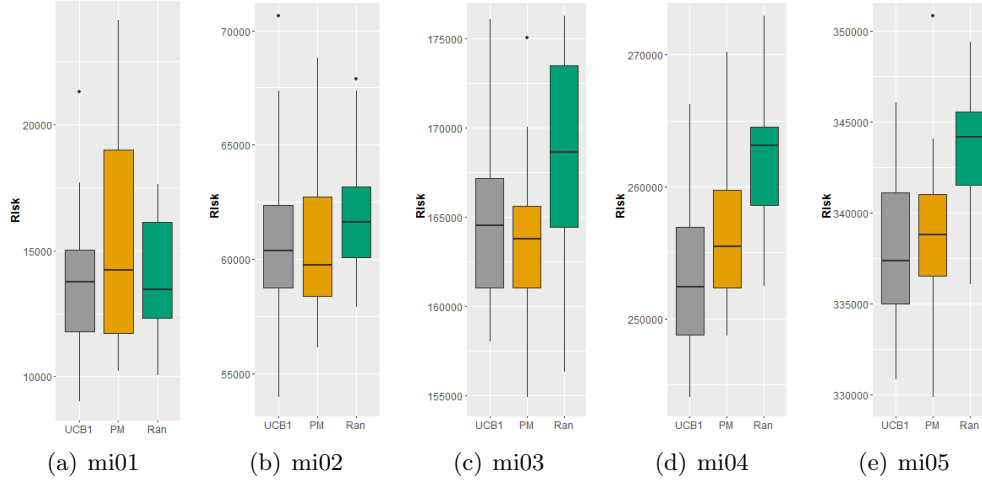 Risk
20000
15000
10000
UCB1 PM Ran
(a) mi01
Risk
70000
65000
60000
55000
UCB1 PM Ran
(b) mi02
Risk
175000
170000
165000
160000
155000
UCB1 PM Ran
(c) mi03
Risk
270000
260000
250000
UCB1 PM Ran
(d) mi04
Risk
350000
345000
340000
335000
330000
UCB1 PM Ran
(e) mi05